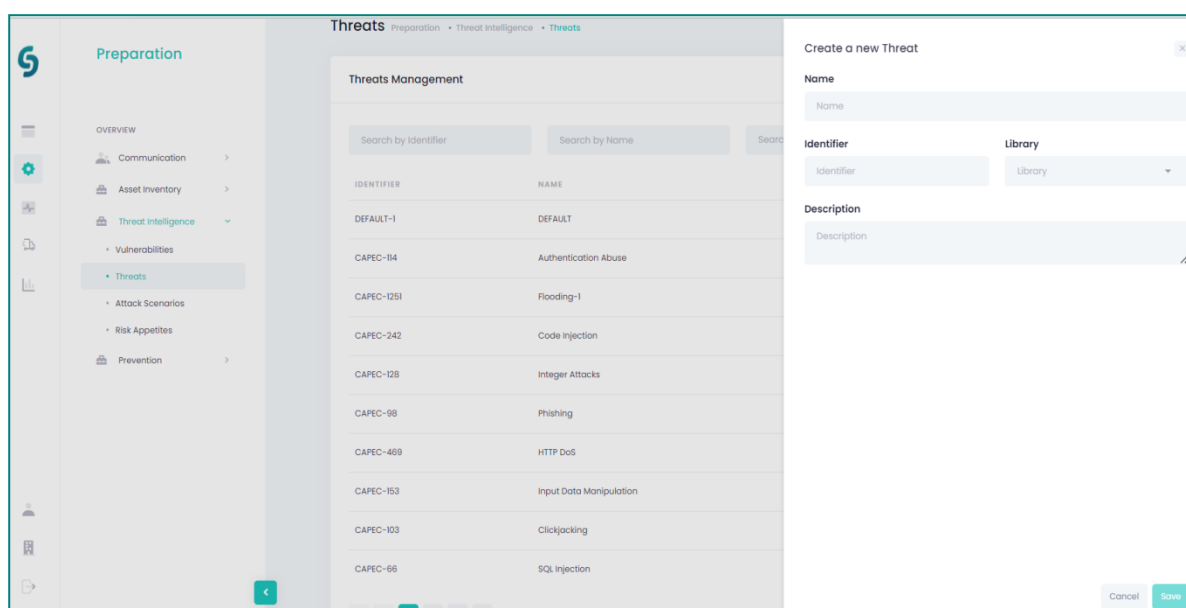 Threats Preparation • Threat Intelligence • Threats
Preparation
OVERVIEW
Communication
Asset Inventory
Threat Intelligence
Vulnerabilities
Threats
Attack Scenarios
Risk Appetites
Prevention
Threats Management
Search by Identifier Search by Name Searc
IDENTIFIER NAME
DEFAULT-1 DEFAULT
CAPEC-114 Authentication Abuse
CAPEC-1251 Flooding-1
CAPEC-242 Code Injection
CAPEC-128 Integer Attacks
CAPEC-98 Phishing
CAPEC-469 HTTP DoS
CAPEC-153 Input Data Manipulation
CAPEC-103 Clickjacking
CAPEC-66 SQL Injection
Create a new Threat
Name
Name
Identifier Library
Identifier Library
Description
Description
Cancel Save